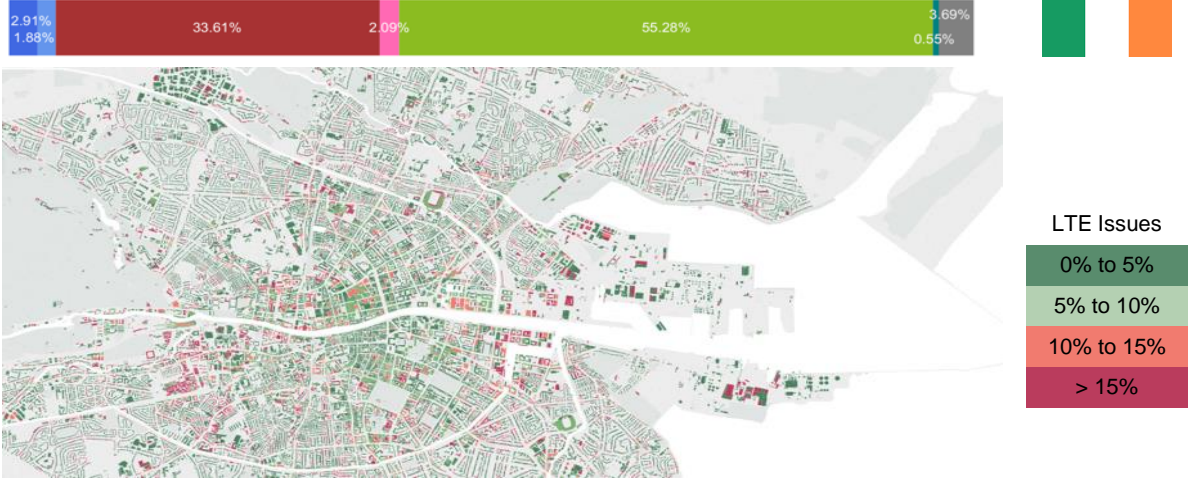 2.91%
1.88%
33.61%
2.09%
55.28%
3.69%
0.55%
LTE Issues
0% to 5%
5% to 10%
10% to 15%
> 15%